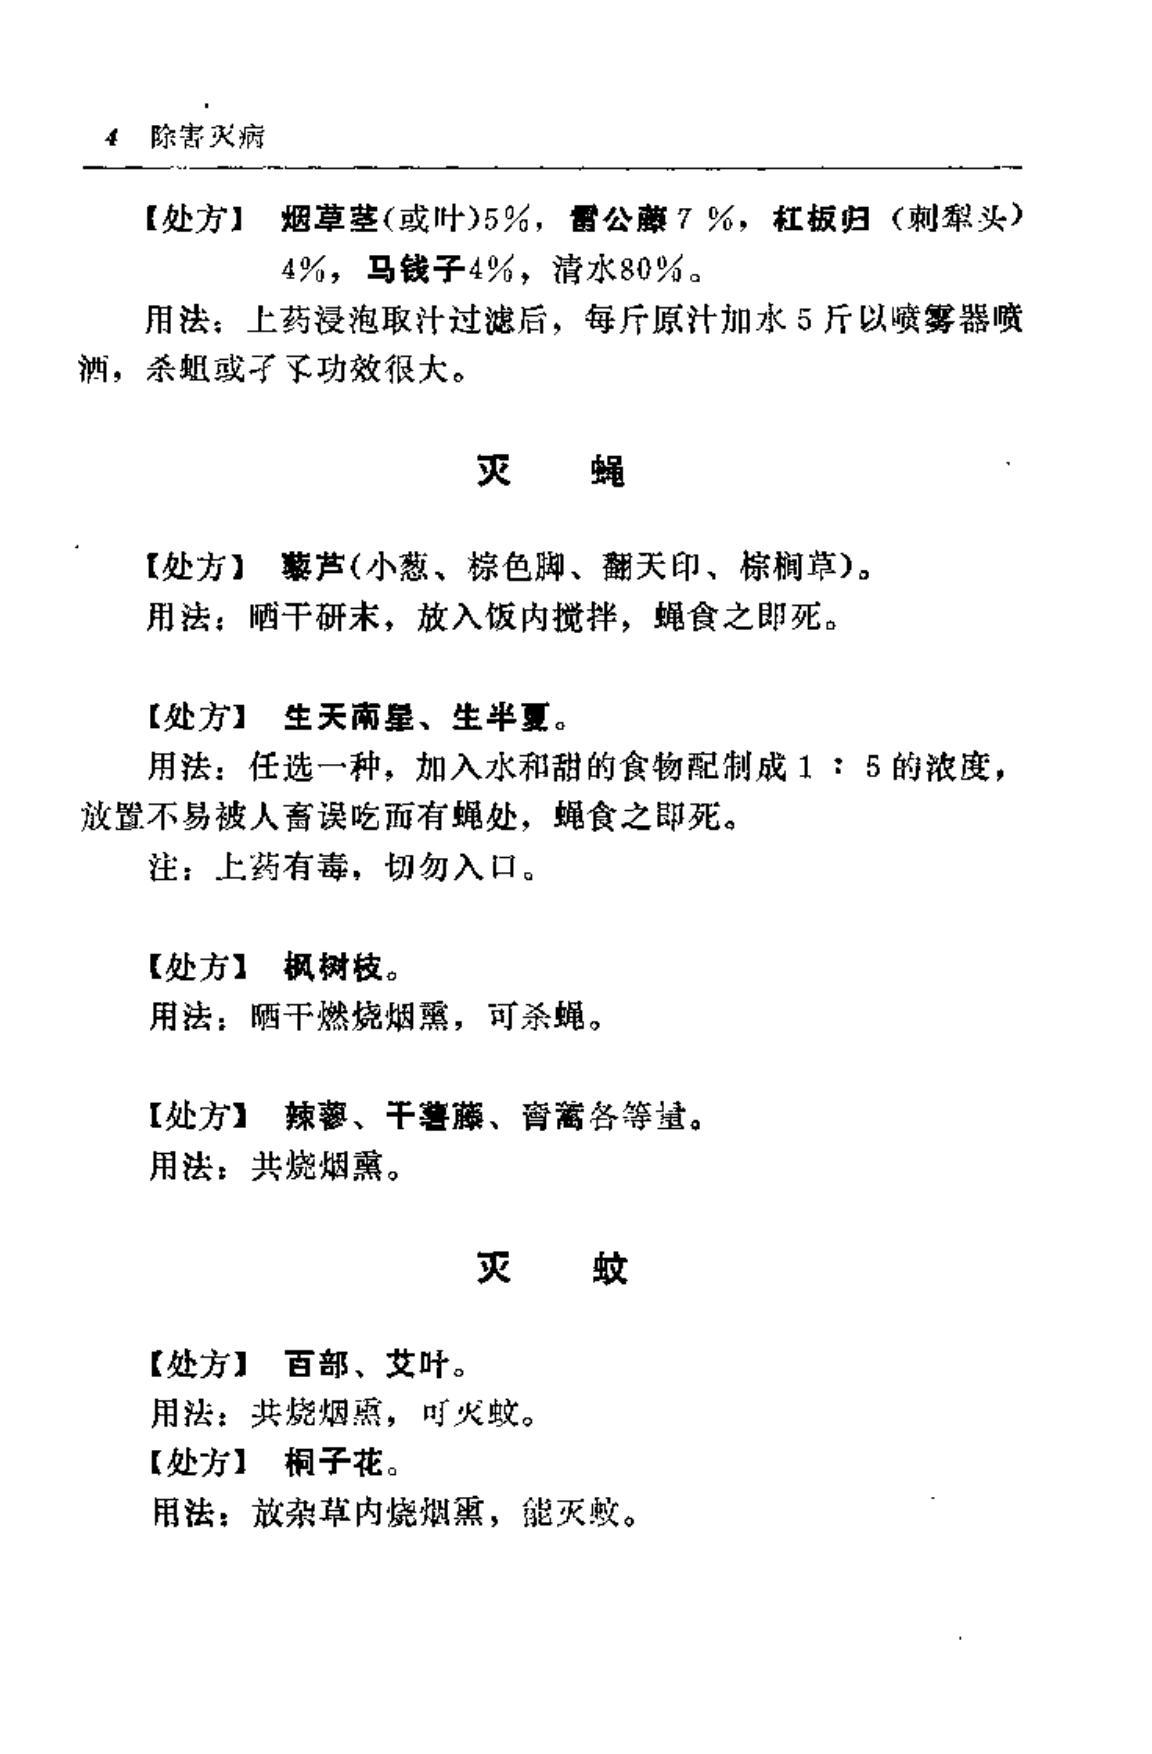 4 除害灭病
【处方】 烟草茎(或叶)5%，雷公藤7%，杠板归（刺犁头）
4%，马钱子4%，清水80%。
用法：上药浸泡取汁过滤后，每斤原汁加水5斤以喷雾器喷
洒，杀蛆或孑孓功效很大。
灭 蝇
【处方】 藜芦(小葱、棕色脚、翻天印、棕榈草)。
用法：晒干研末，放入饭内搅拌，蝇食之即死。
【处方】 生天南星、生半夏。
用法：任选一种，加入水和甜的食物配制成1：5的浓度，
放置不易被人畜误吃而有蝇处，蝇食之即死。
注：上药有毒，切勿入口。
【处方】 枫树枝。
用法：晒干燃烧烟熏，可杀蝇。
【处方】 辣蓼、干薯藤、青蒿各等量。
用法：共烧烟熏。
灭 蚊
【处方】 百部、艾叶。
用法：共烧烟熏，可灭蚊。
【处方】 桐子花。
用法：放杂草内烧烟熏，能灭蚊。